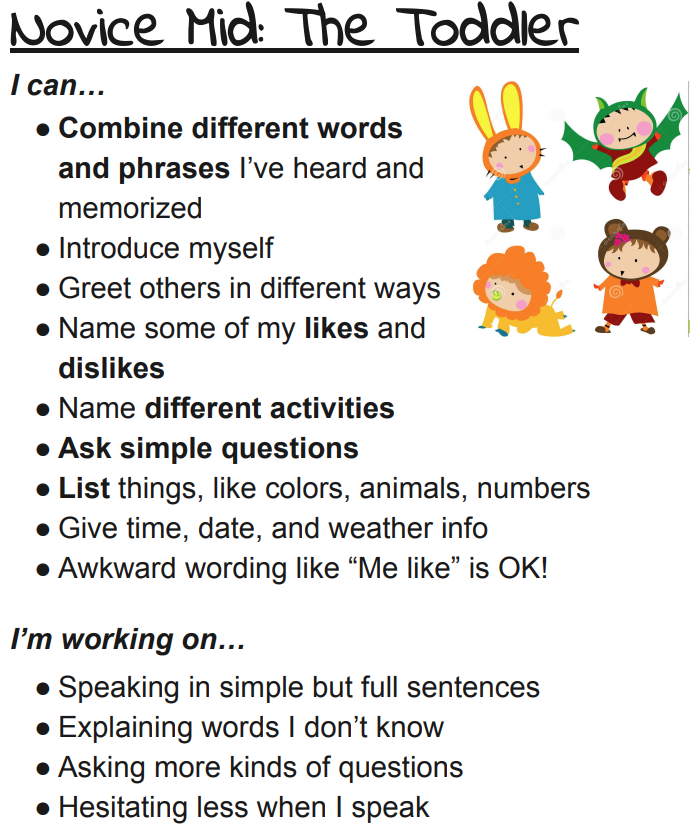 Novice Mid: The Toddler
I can…
● Combine different words
and phrases I’ve heard and
memorized
● Introduce myself
● Greet others in different ways
● Name some of my likes and
dislikes
● Name different activities
● Ask simple questions
● List things, like colors, animals, numbers
● Give time, date, and weather info
● Awkward wording like “Me like” is OK!
I’m working on…
● Speaking in simple but full sentences
● Explaining words I don’t know
● Asking more kinds of questions
● Hesitating less when I speak